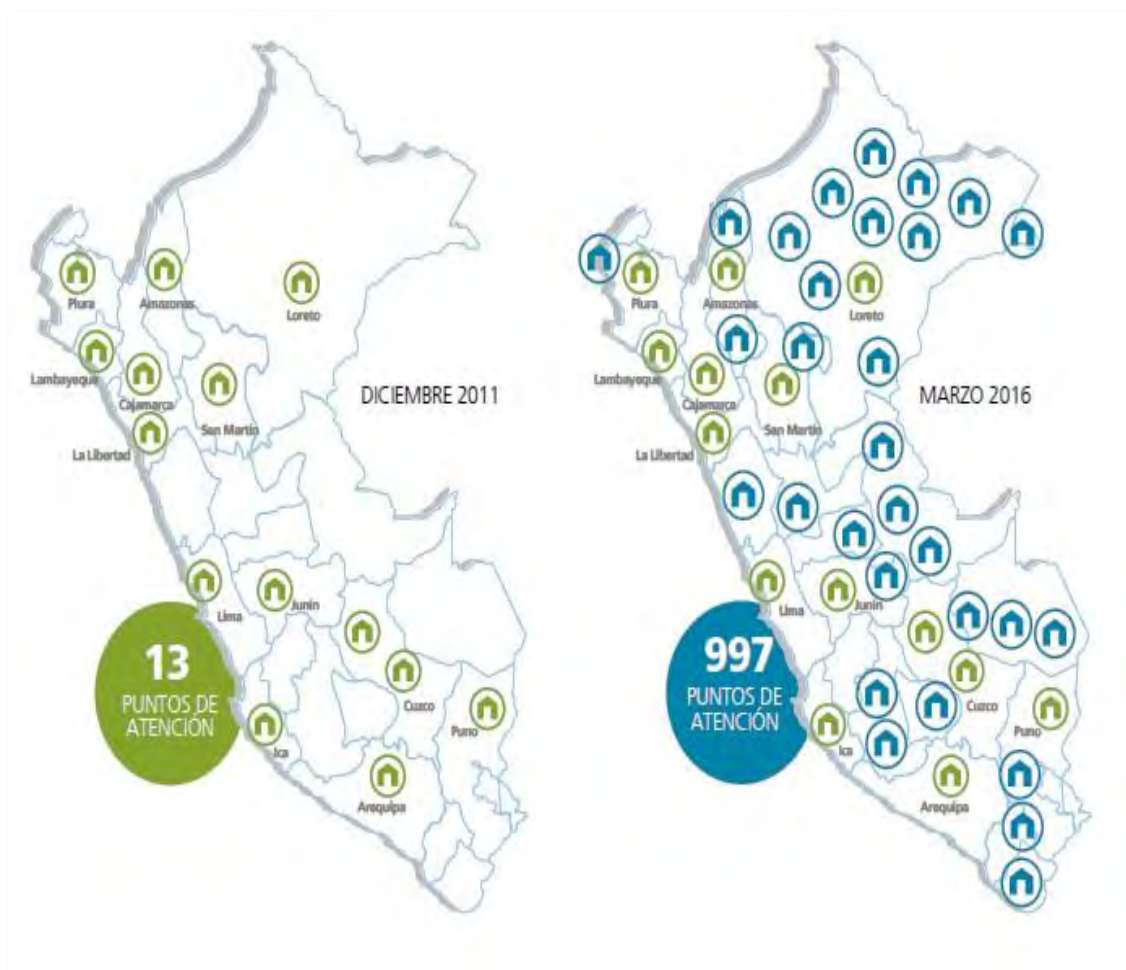 Piura
Amazonas
Loreto
Lambayeque
Cajamarca
San Martín
La Libertad
DICIEMBRE 2011
Lima
Junín
13
PUNTOS DE
ATENCIÓN
Cuzco
Puno
Ica
Arequipa
Piura
Amazonas
Loreto
Lambayeque
Cajamarca
San Martín
La Libertad
MARZO 2016
Lima
Junín
997
PUNTOS DE
ATENCIÓN
Cuzco
Puno
Ica
Arequipa